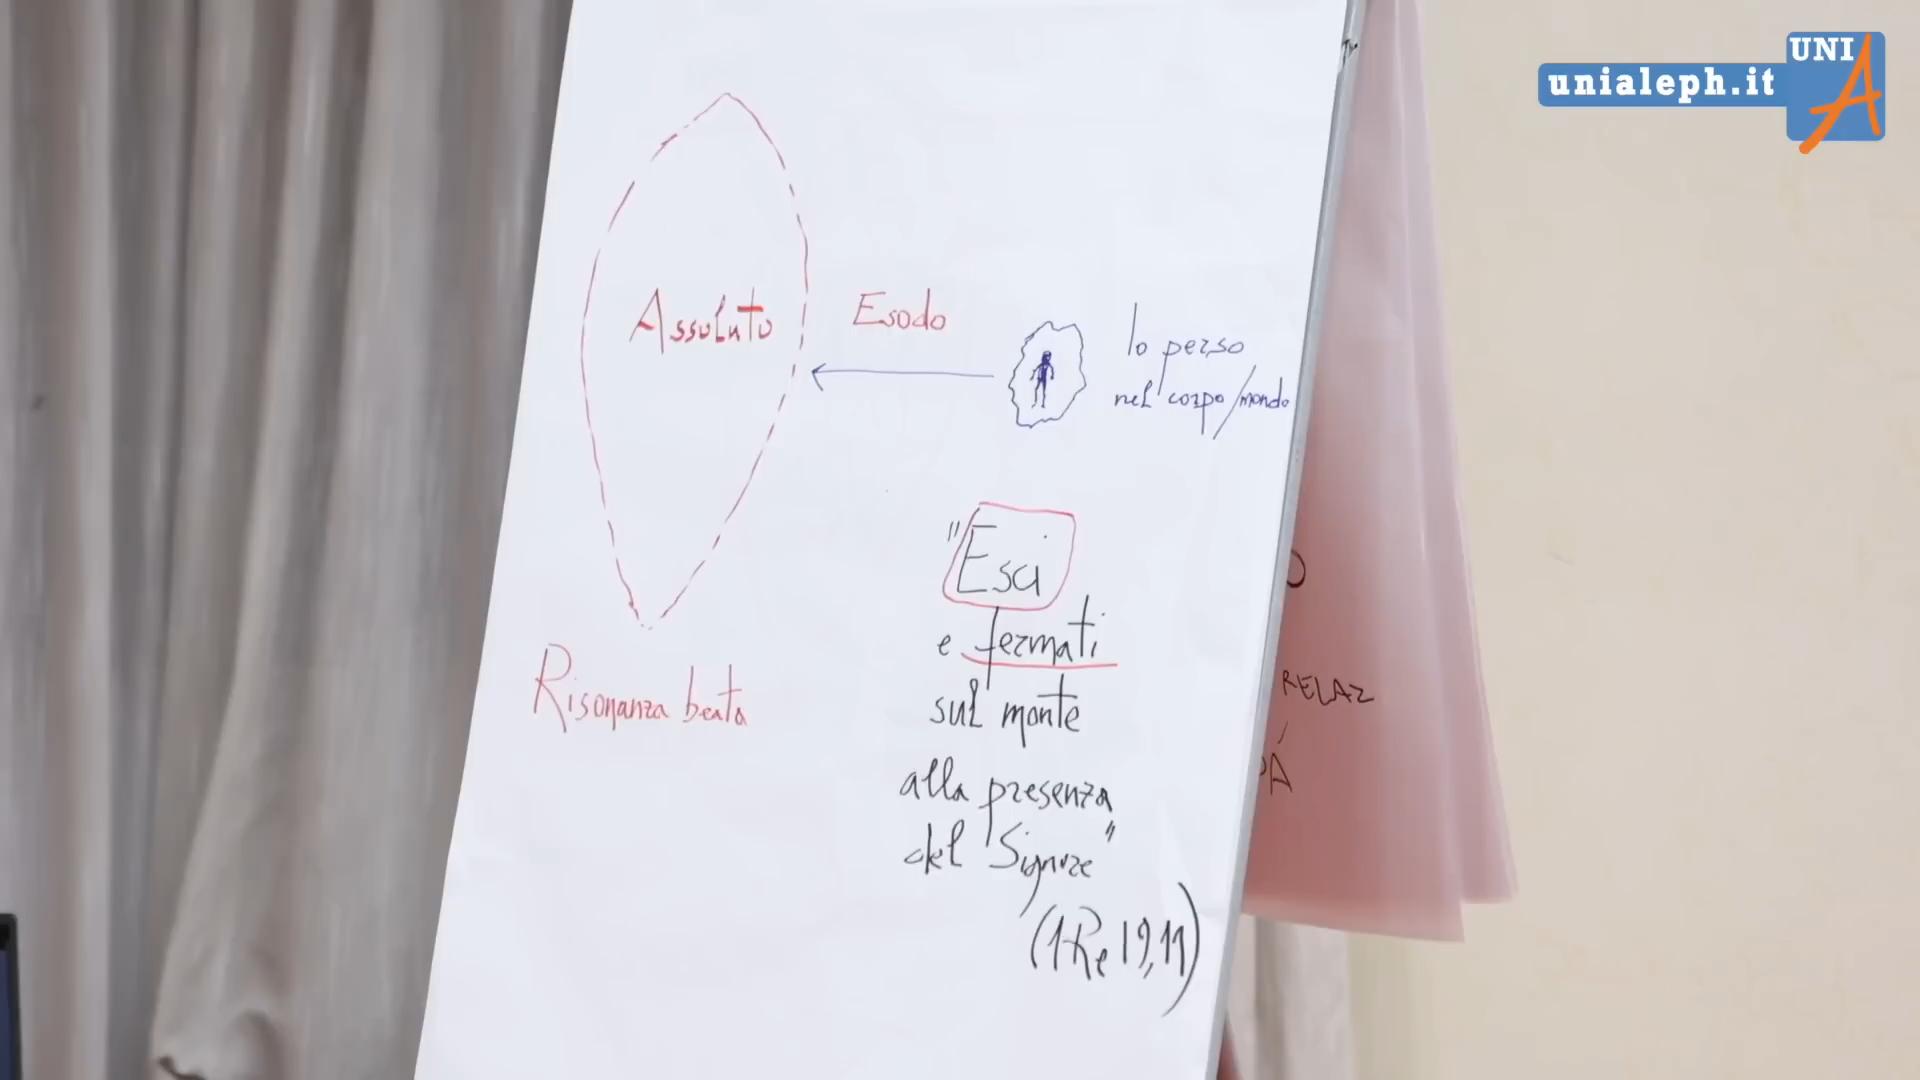 UNI
unialeph.it
A
Assoluto
Esodo
Io perso
nel corpo/mondo
Risonanza beata
"Esci
e fermati
sul monte
alla presenza
del Signore"
(1Re 19,11)
RELAZ